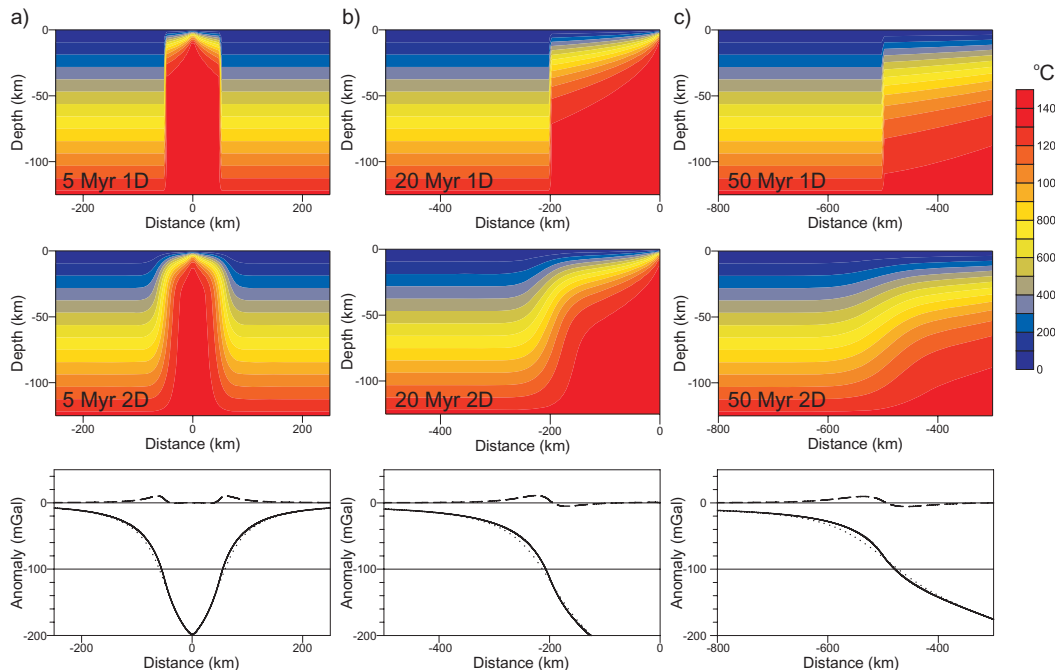 a) b) c)
0 0 0
-50 -50 -50
-100 -100 -100
Depth (km) Depth (km) Depth (km)
5 Myr 1D 20 Myr 1D 50 Myr 1D
-200 0 200 -400 -200 0 -800 -600 -400
Distance (km) Distance (km) Distance (km)
°C
140
120
100
800
600
400
200
0
0 0 0
-50 -50 -50
-100 -100 -100
Depth (km) Depth (km) Depth (km)
5 Myr 2D 20 Myr 2D 50 Myr 2D
-200 0 200 -400 -200 0 -800 -600 -400
Distance (km) Distance (km) Distance (km)
0 0 0
-100 -100 -100
-200 -200 -200
Anomaly (mGal) Anomaly (mGal) Anomaly (mGal)
-200 0 200 -400 -200 0 -800 -600 -400
Distance (km) Distance (km) Distance (km)